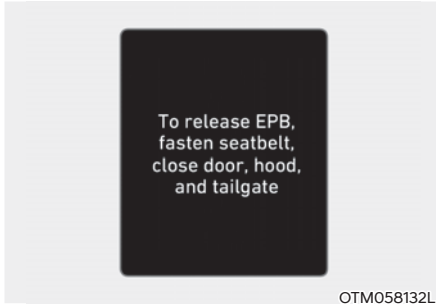 To release EPB,
fasten seatbelt,
close door, hood,
and tailgate
OTM058132L